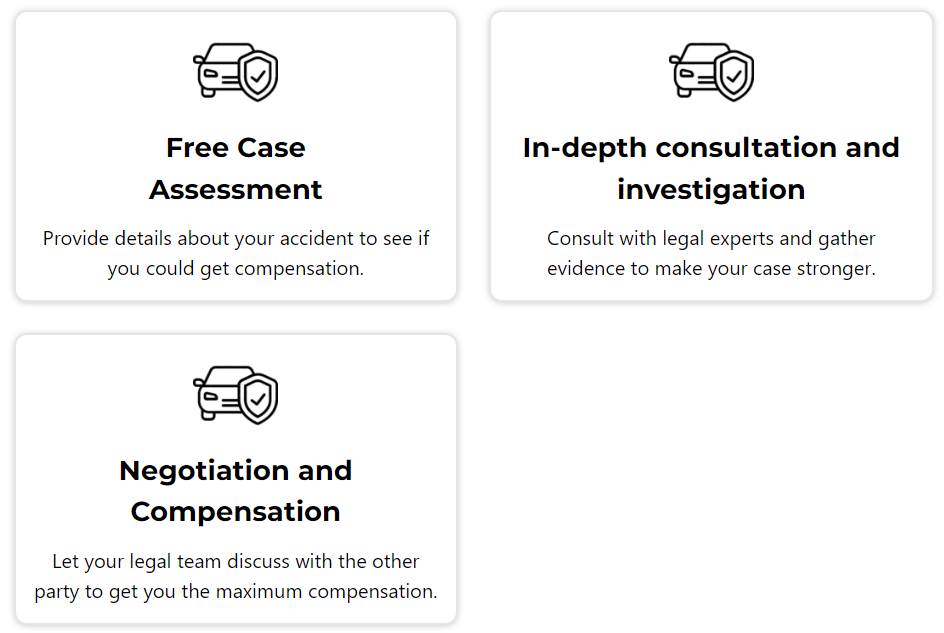 Free Case
Assessment
Provide details about your accident to see if
you could get compensation.
In-depth consultation and
investigation
Consult with legal experts and gather
evidence to make your case stronger.
Negotiation and
Compensation
Let your legal team discuss with the other
party to get you the maximum compensation.